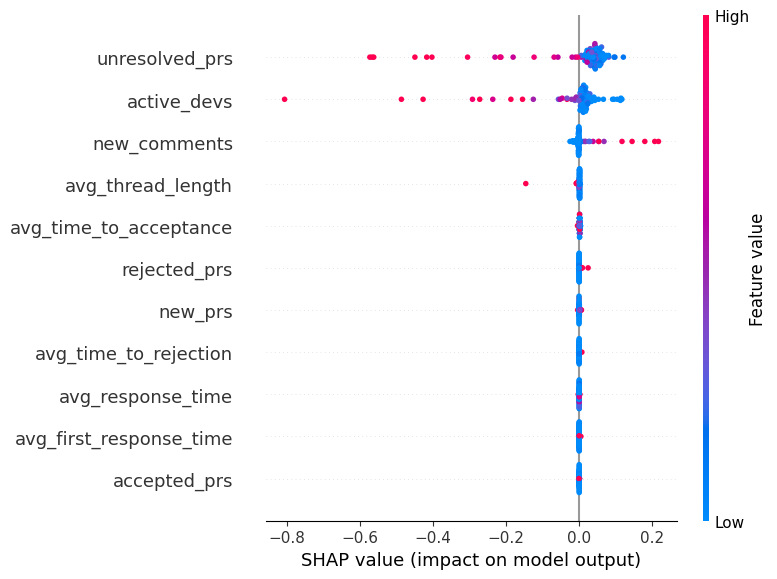 High
unresolved_prs
active_devs
new_comments
avg_thread_length
avg_time_to_acceptance
rejected_prs
new_prs
avg_time_to_rejection
avg_response_time
avg_first_response_time
accepted_prs
Feature value
Low
−0.8 −0.6 −0.4 −0.2 0.0 0.2
SHAP value (impact on model output)